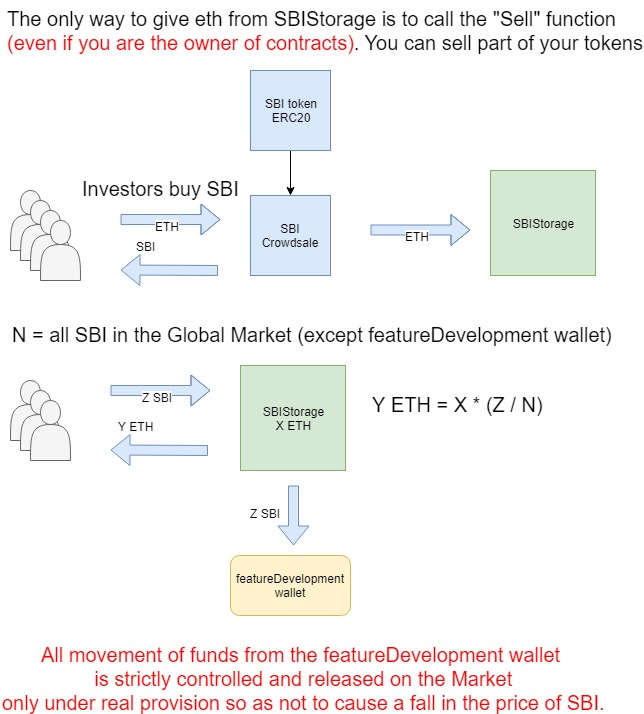 The only way to give eth from SBIStorage is to call the "Sell" function
(even if you are the owner of contracts). You can sell part of your tokens
SBI token
ERC20
Investors buy SBI
ETH
SBI
SBI
Crowdsale
ETH
SBIStorage
N = all SBI in the Global Market (except featureDevelopment wallet)
Z SBI
Y ETH
SBIStorage
X ETH
Y ETH = X * (Z / N)
Z SBI
featureDevelopment
wallet
All movement of funds from the featureDevelopment wallet
is strictly controlled and released on the Market
only under real provision so as not to cause a fall in the price of SBI.